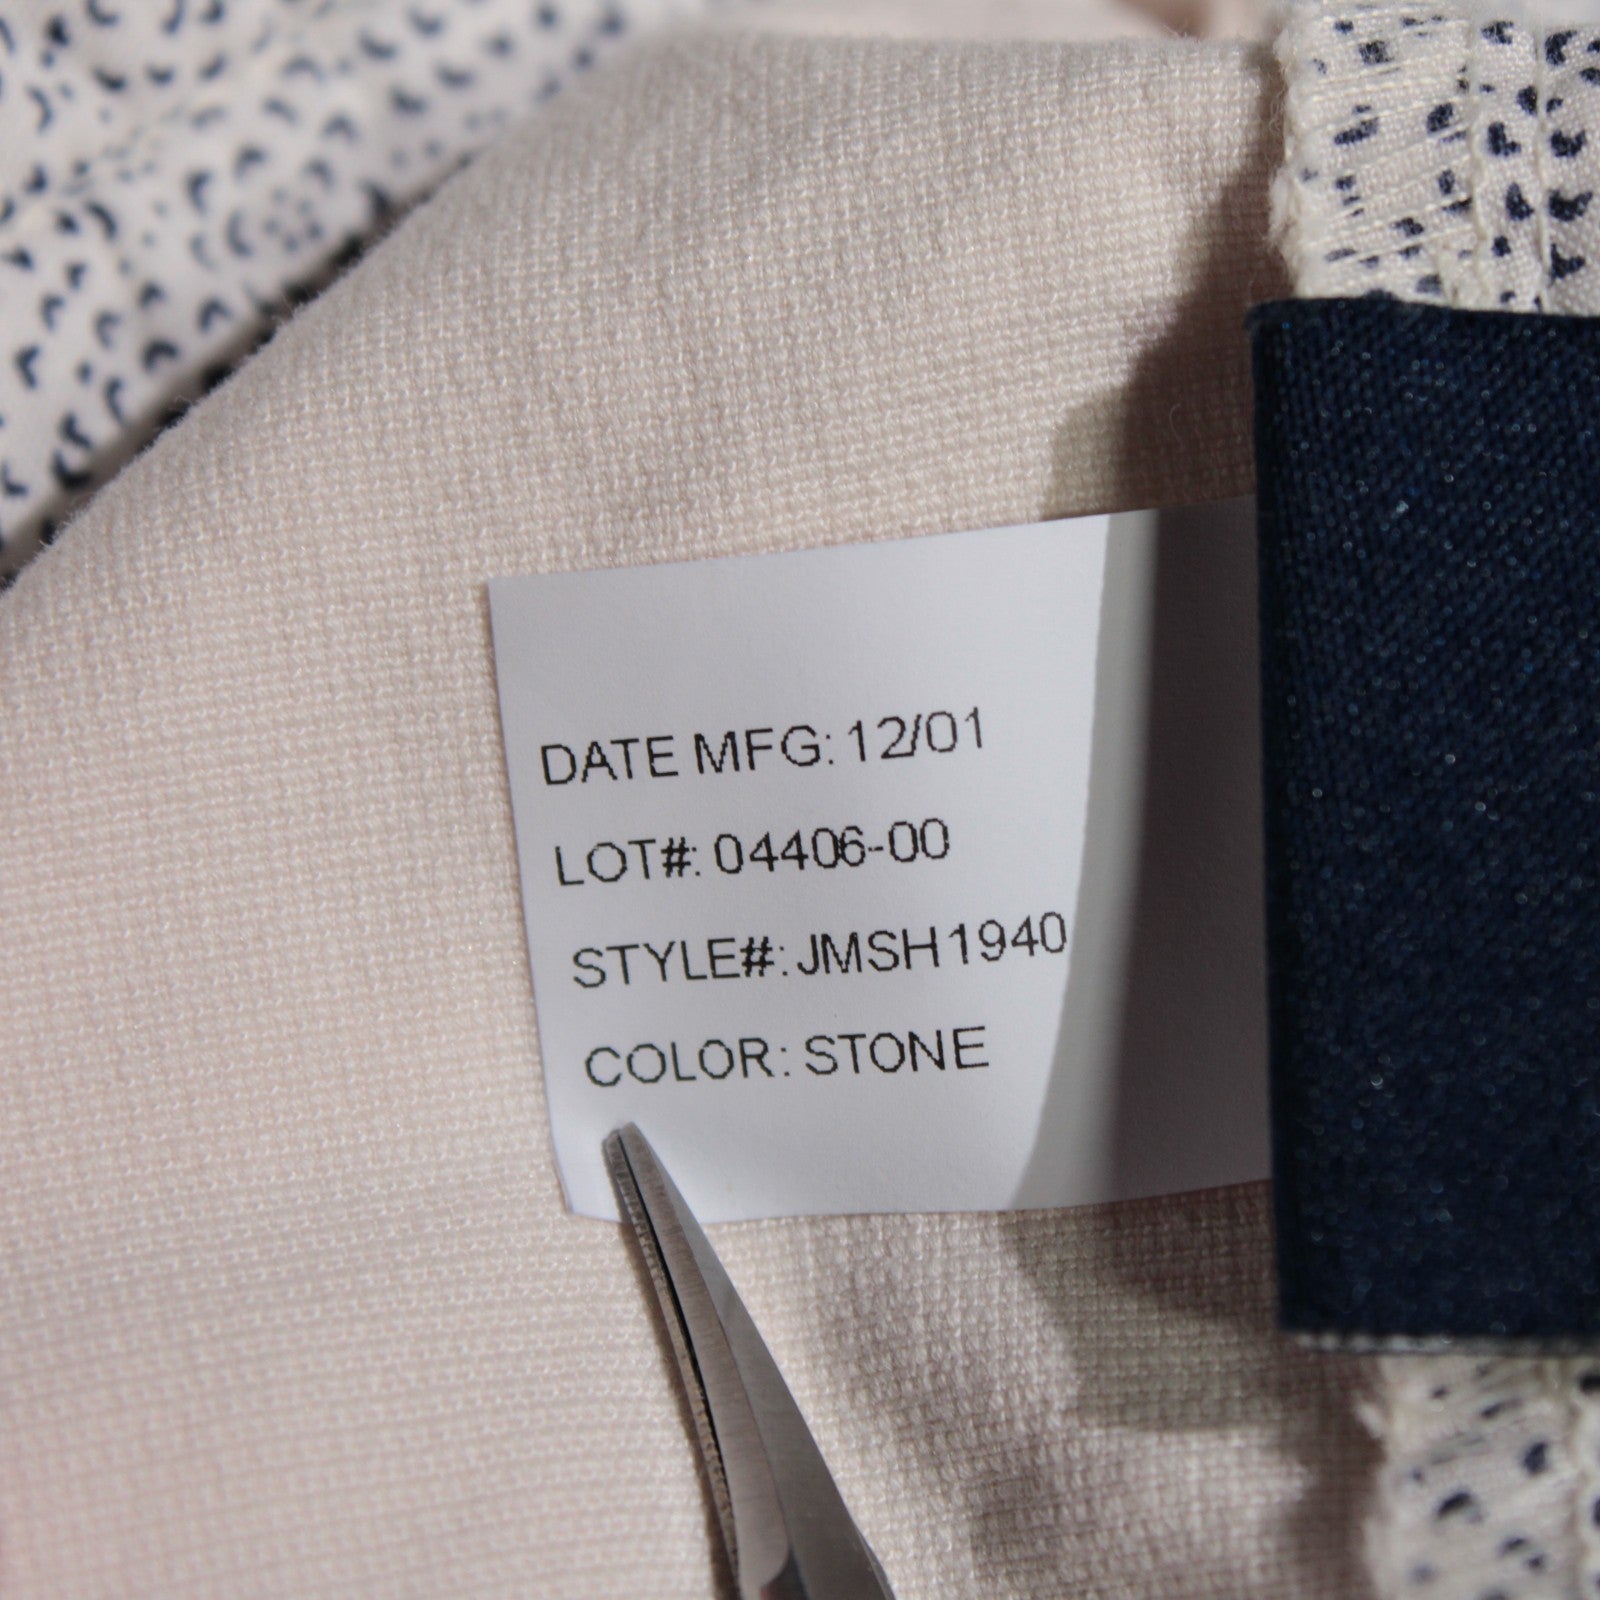 DATE MFG: 12/01
LOT#: 04406-00
STYLE#: JMSH1940
COLOR: STONE